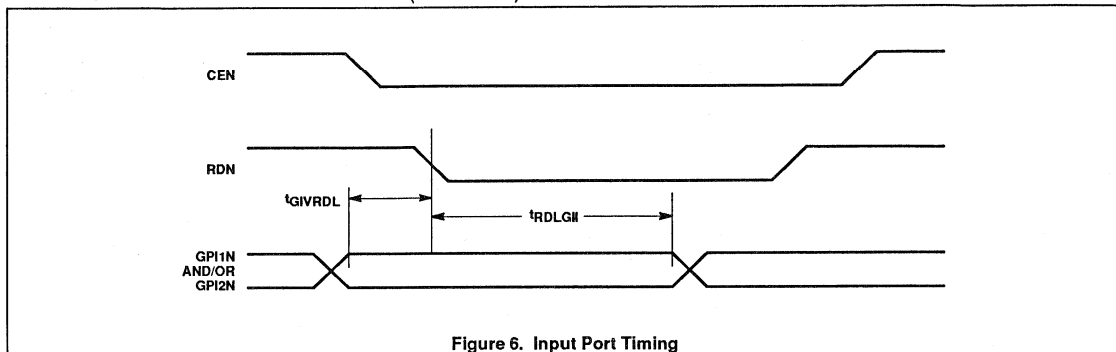 CEN
RDN
tGIVRDL
tRDLGII
GPI1N
AND/OR
GPI2N
Figure 6. Input Port Timing